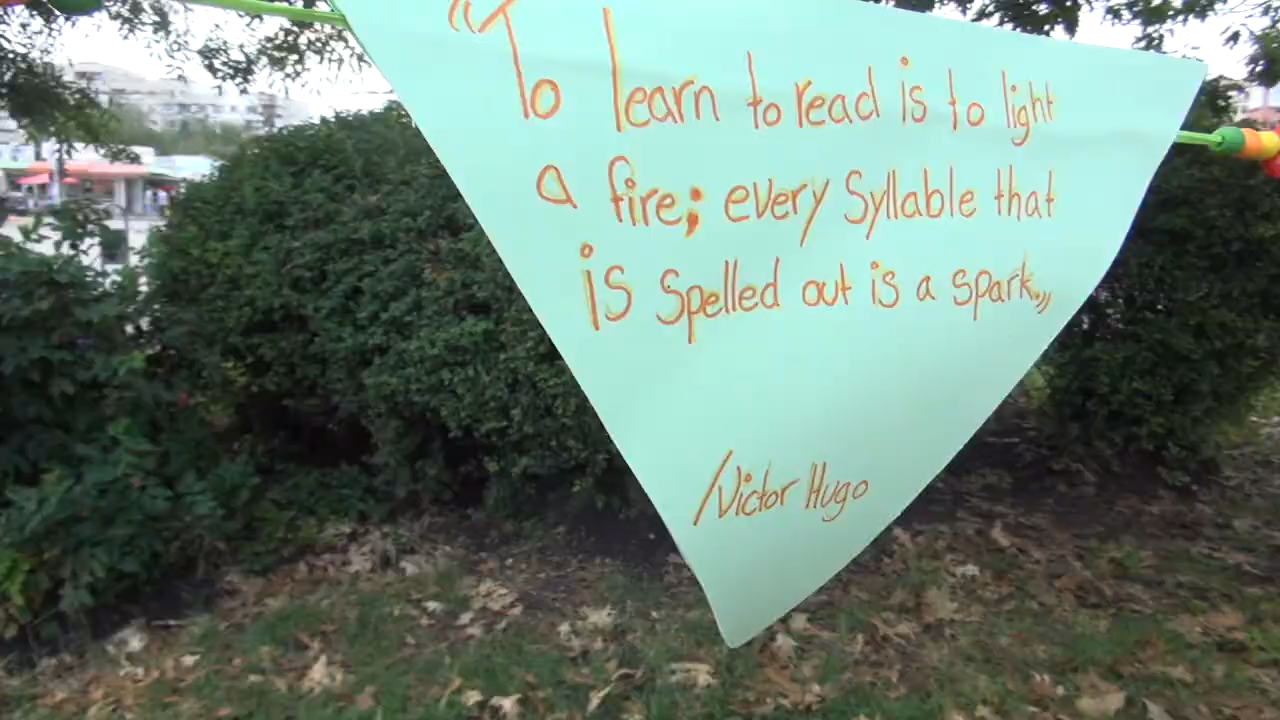 “To learn to read is to light
a fire; every Syllable that
is Spelled out is a spark.„
/Victor Hugo